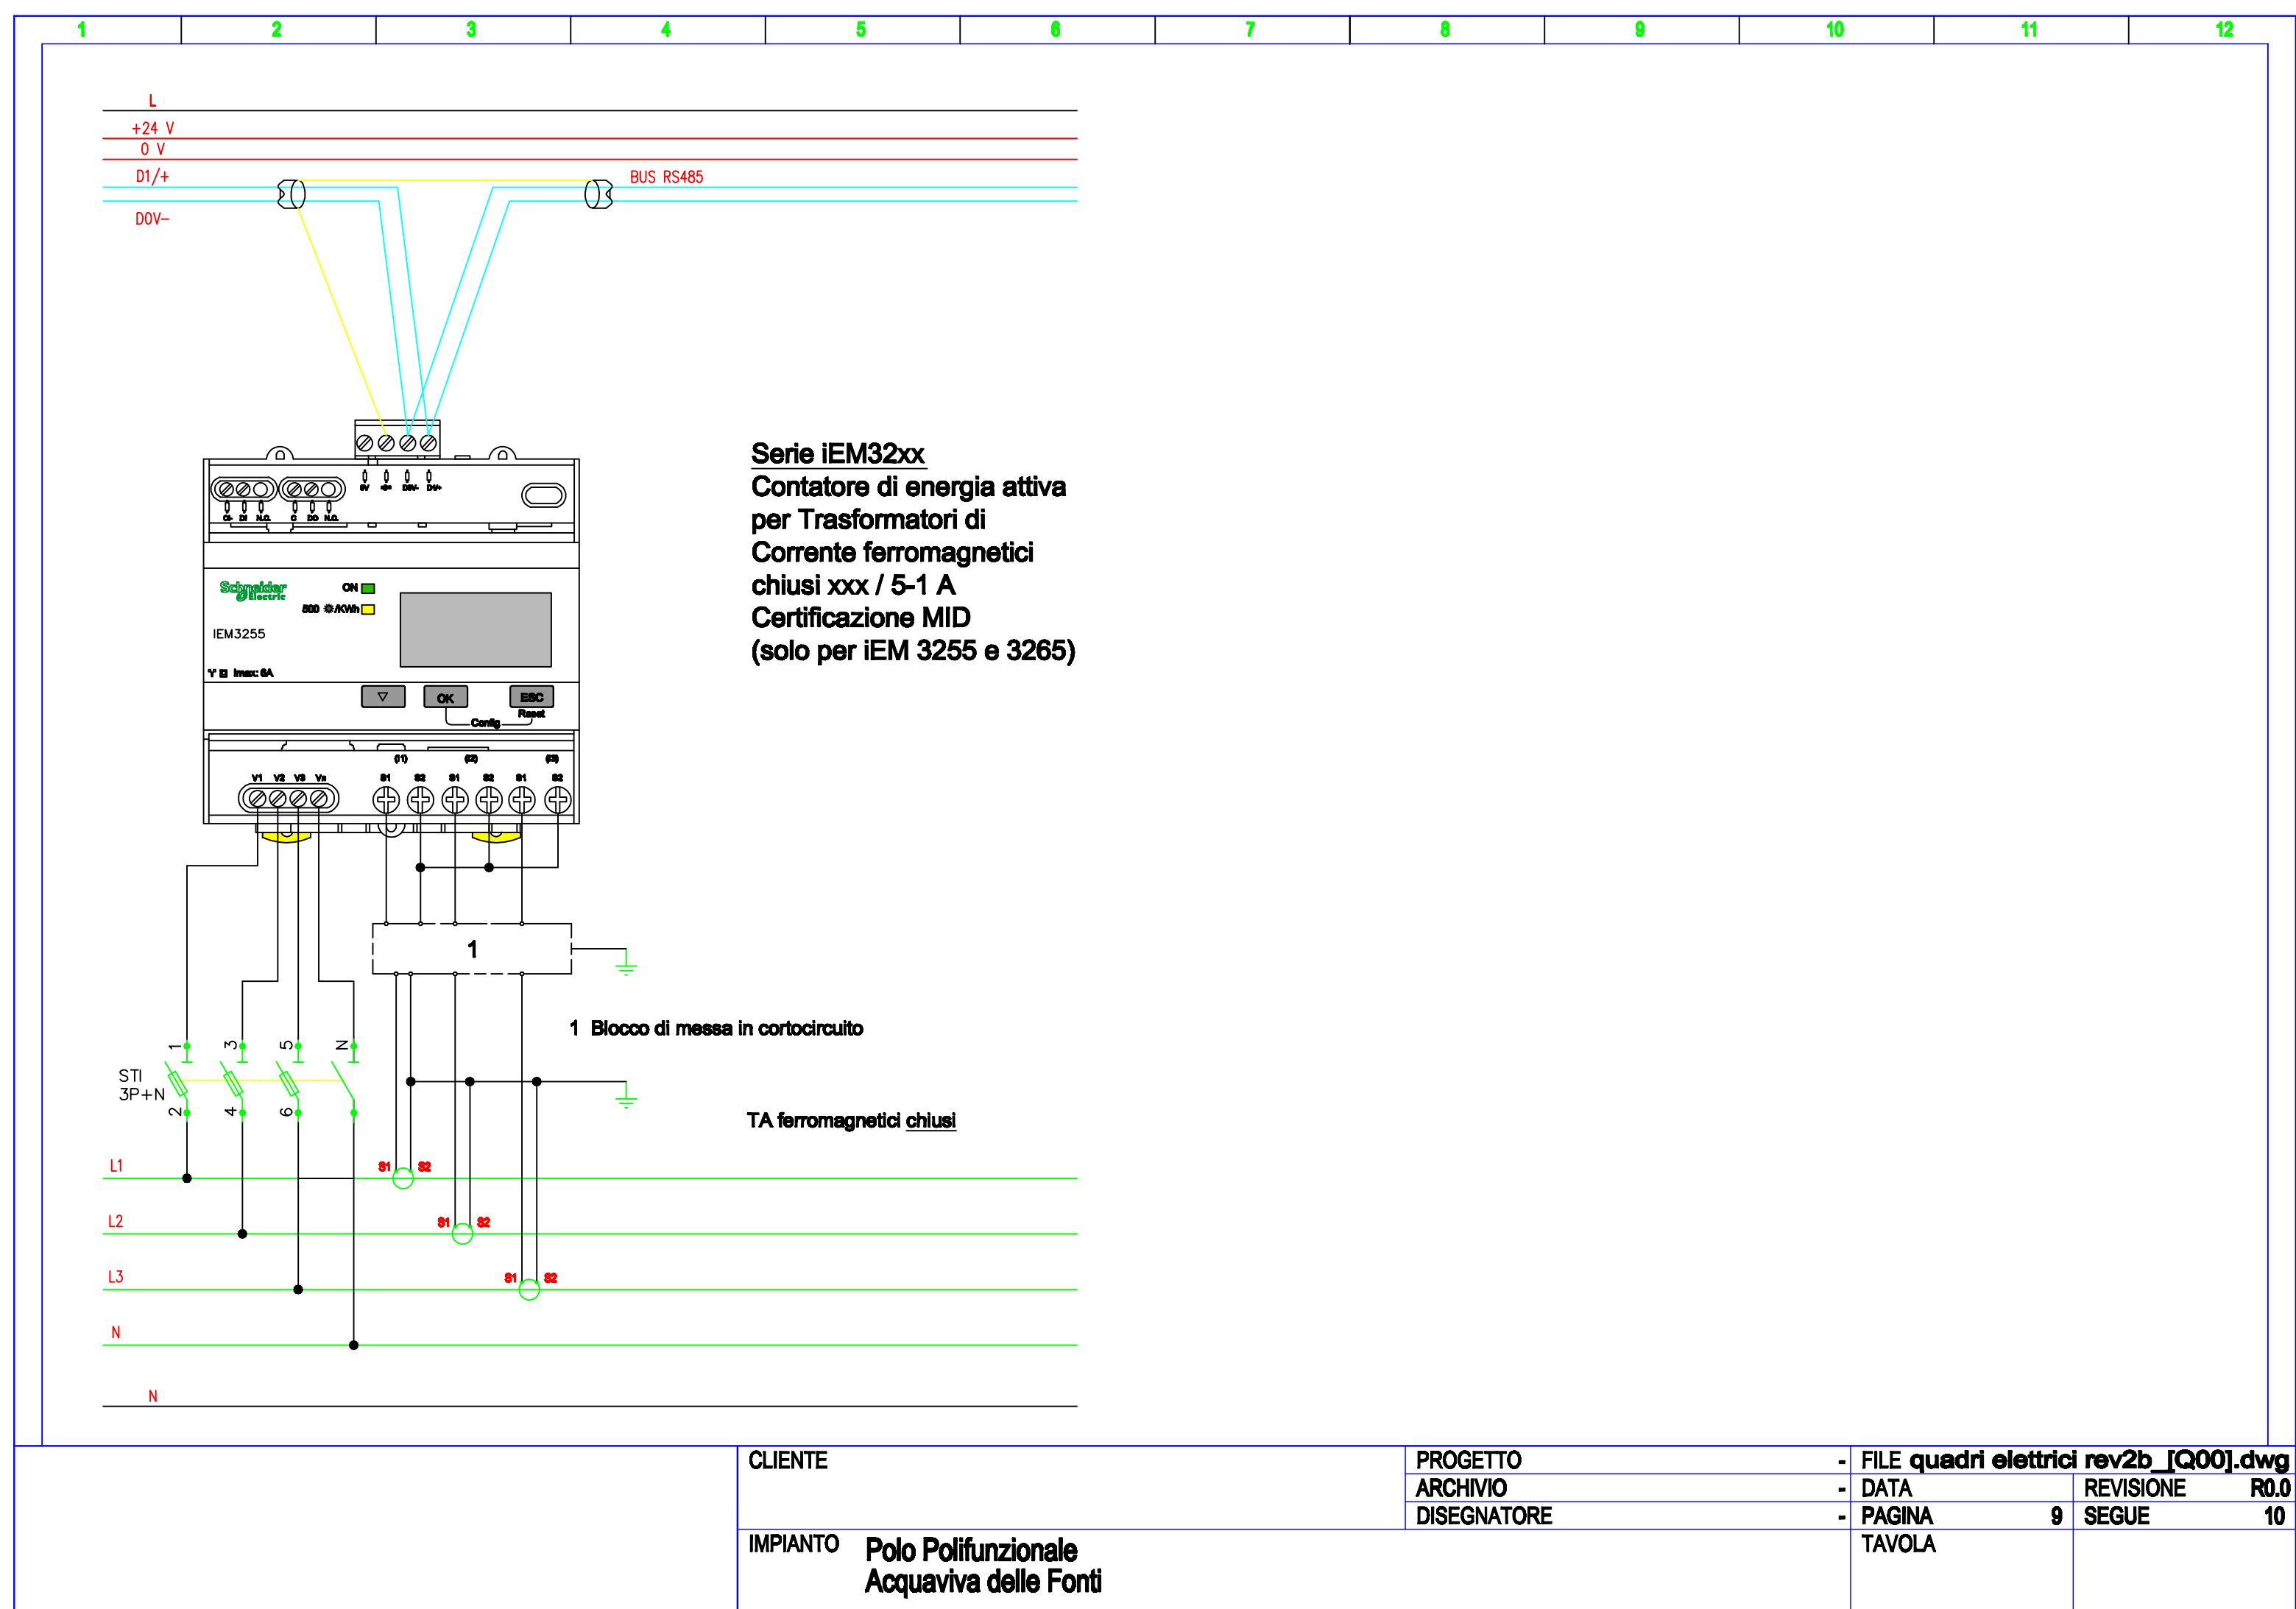 1 2 3 4 5 6 7 8 9 10 11 12
L
+24 V
0 V
D1/+
BUS RS485
D0V-
0V D0V- D1/+
C DO N.C.
DI N.C.
Serie iEM32xx
Contatore di energia attiva
per Trasformatori di
Corrente ferromagnetici
chiusi xxx / 5-1 A
Certificazione MID
(solo per iEM 3255 e 3265)
Schneider
Electric
ON
500 /KWh
IEM3255
Imax: 6A
OK
ESC
Reset
Config
(I1) (I2) (I3)
V1 V2 V3 Vn S1 S2 S1 S2 S1 S2
1
1 Blocco di messa in cortocircuito
1 3 5 N
STI
3P+N
2 4 6
TA ferromagnetici chiusi
L1
S1 S2
L2
S1 S2
L3
S1 S2
N
N
CLIENTE
PROGETTO -
FILE quadri elettrici rev2b_[Q00].dwg
ARCHIVIO -
DATA
REVISIONE R0.0
DISEGNATORE -
PAGINA 9
SEGUE 10
IMPIANTO Polo Polifunzionale
Acquaviva delle Fonti
TAVOLA